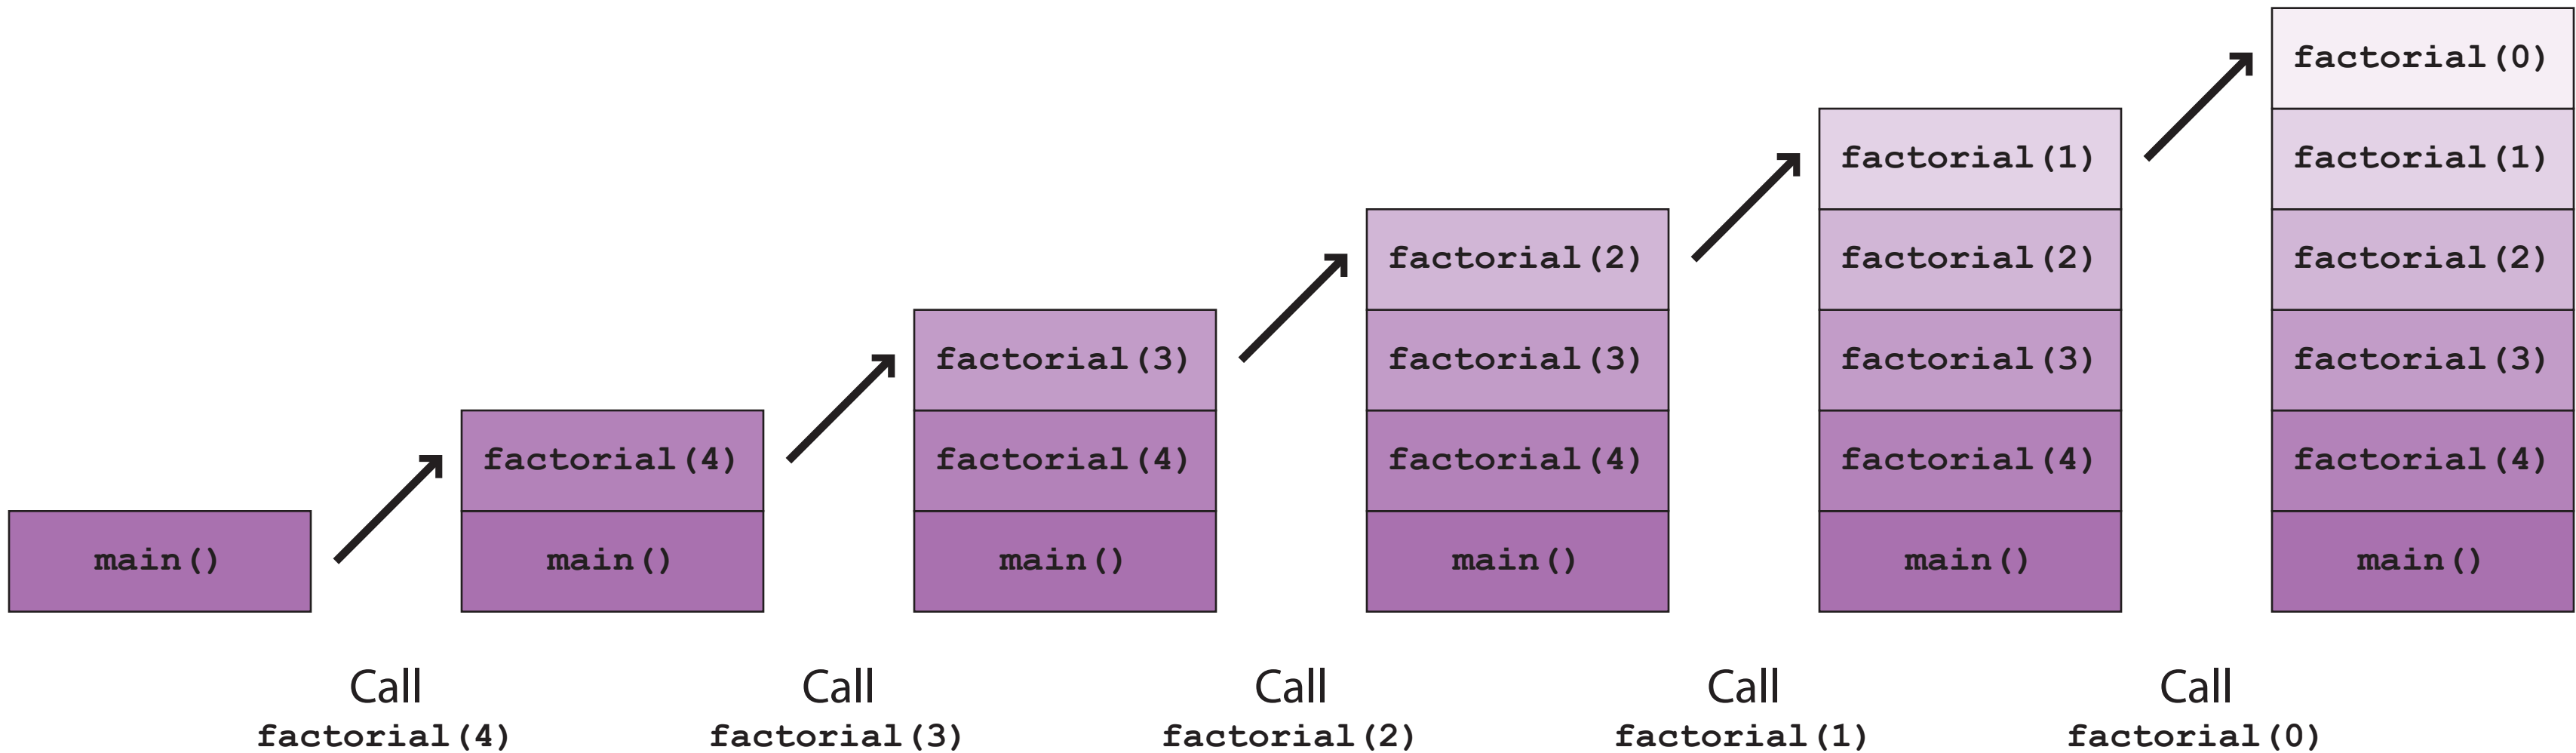 main()
factorial(4)
main()
factorial(3)
factorial(4)
main()
factorial(2)
factorial(3)
factorial(4)
main()
factorial(1)
factorial(2)
factorial(3)
factorial(4)
main()
factorial(0)
factorial(1)
factorial(2)
factorial(3)
factorial(4)
main()
Call
factorial(4)
Call
factorial(3)
Call
factorial(2)
Call
factorial(1)
Call
factorial(0)